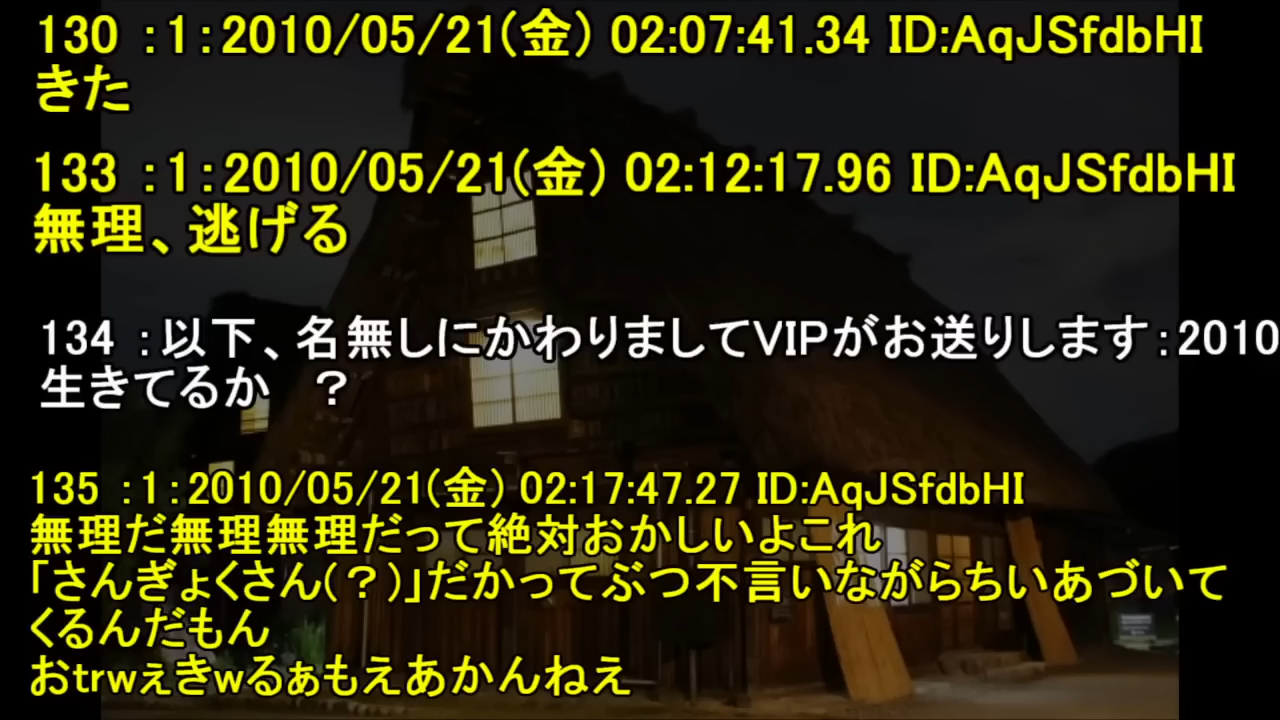 130 :1:2010/05/21(金) 02:07:41.34 ID:AqJSfdbHI
きた
133 :1:2010/05/21(金) 02:12:17.96 ID:AqJSfdbHI
無理、逃げる
134 :以下、名無しにかわりましてVIPがお送りします:2010
生きてるか ?
135 :1:2010/05/21(金) 02:17:47.27 ID:AqJSfdbHI
無理だ無理無理だって絶対おかしいよこれ
「さんぎょくさん(?)」だかってぶつ不言いながらちいあづいて
くるんだもん
おtrwぇきwるぁもえあかんねえ